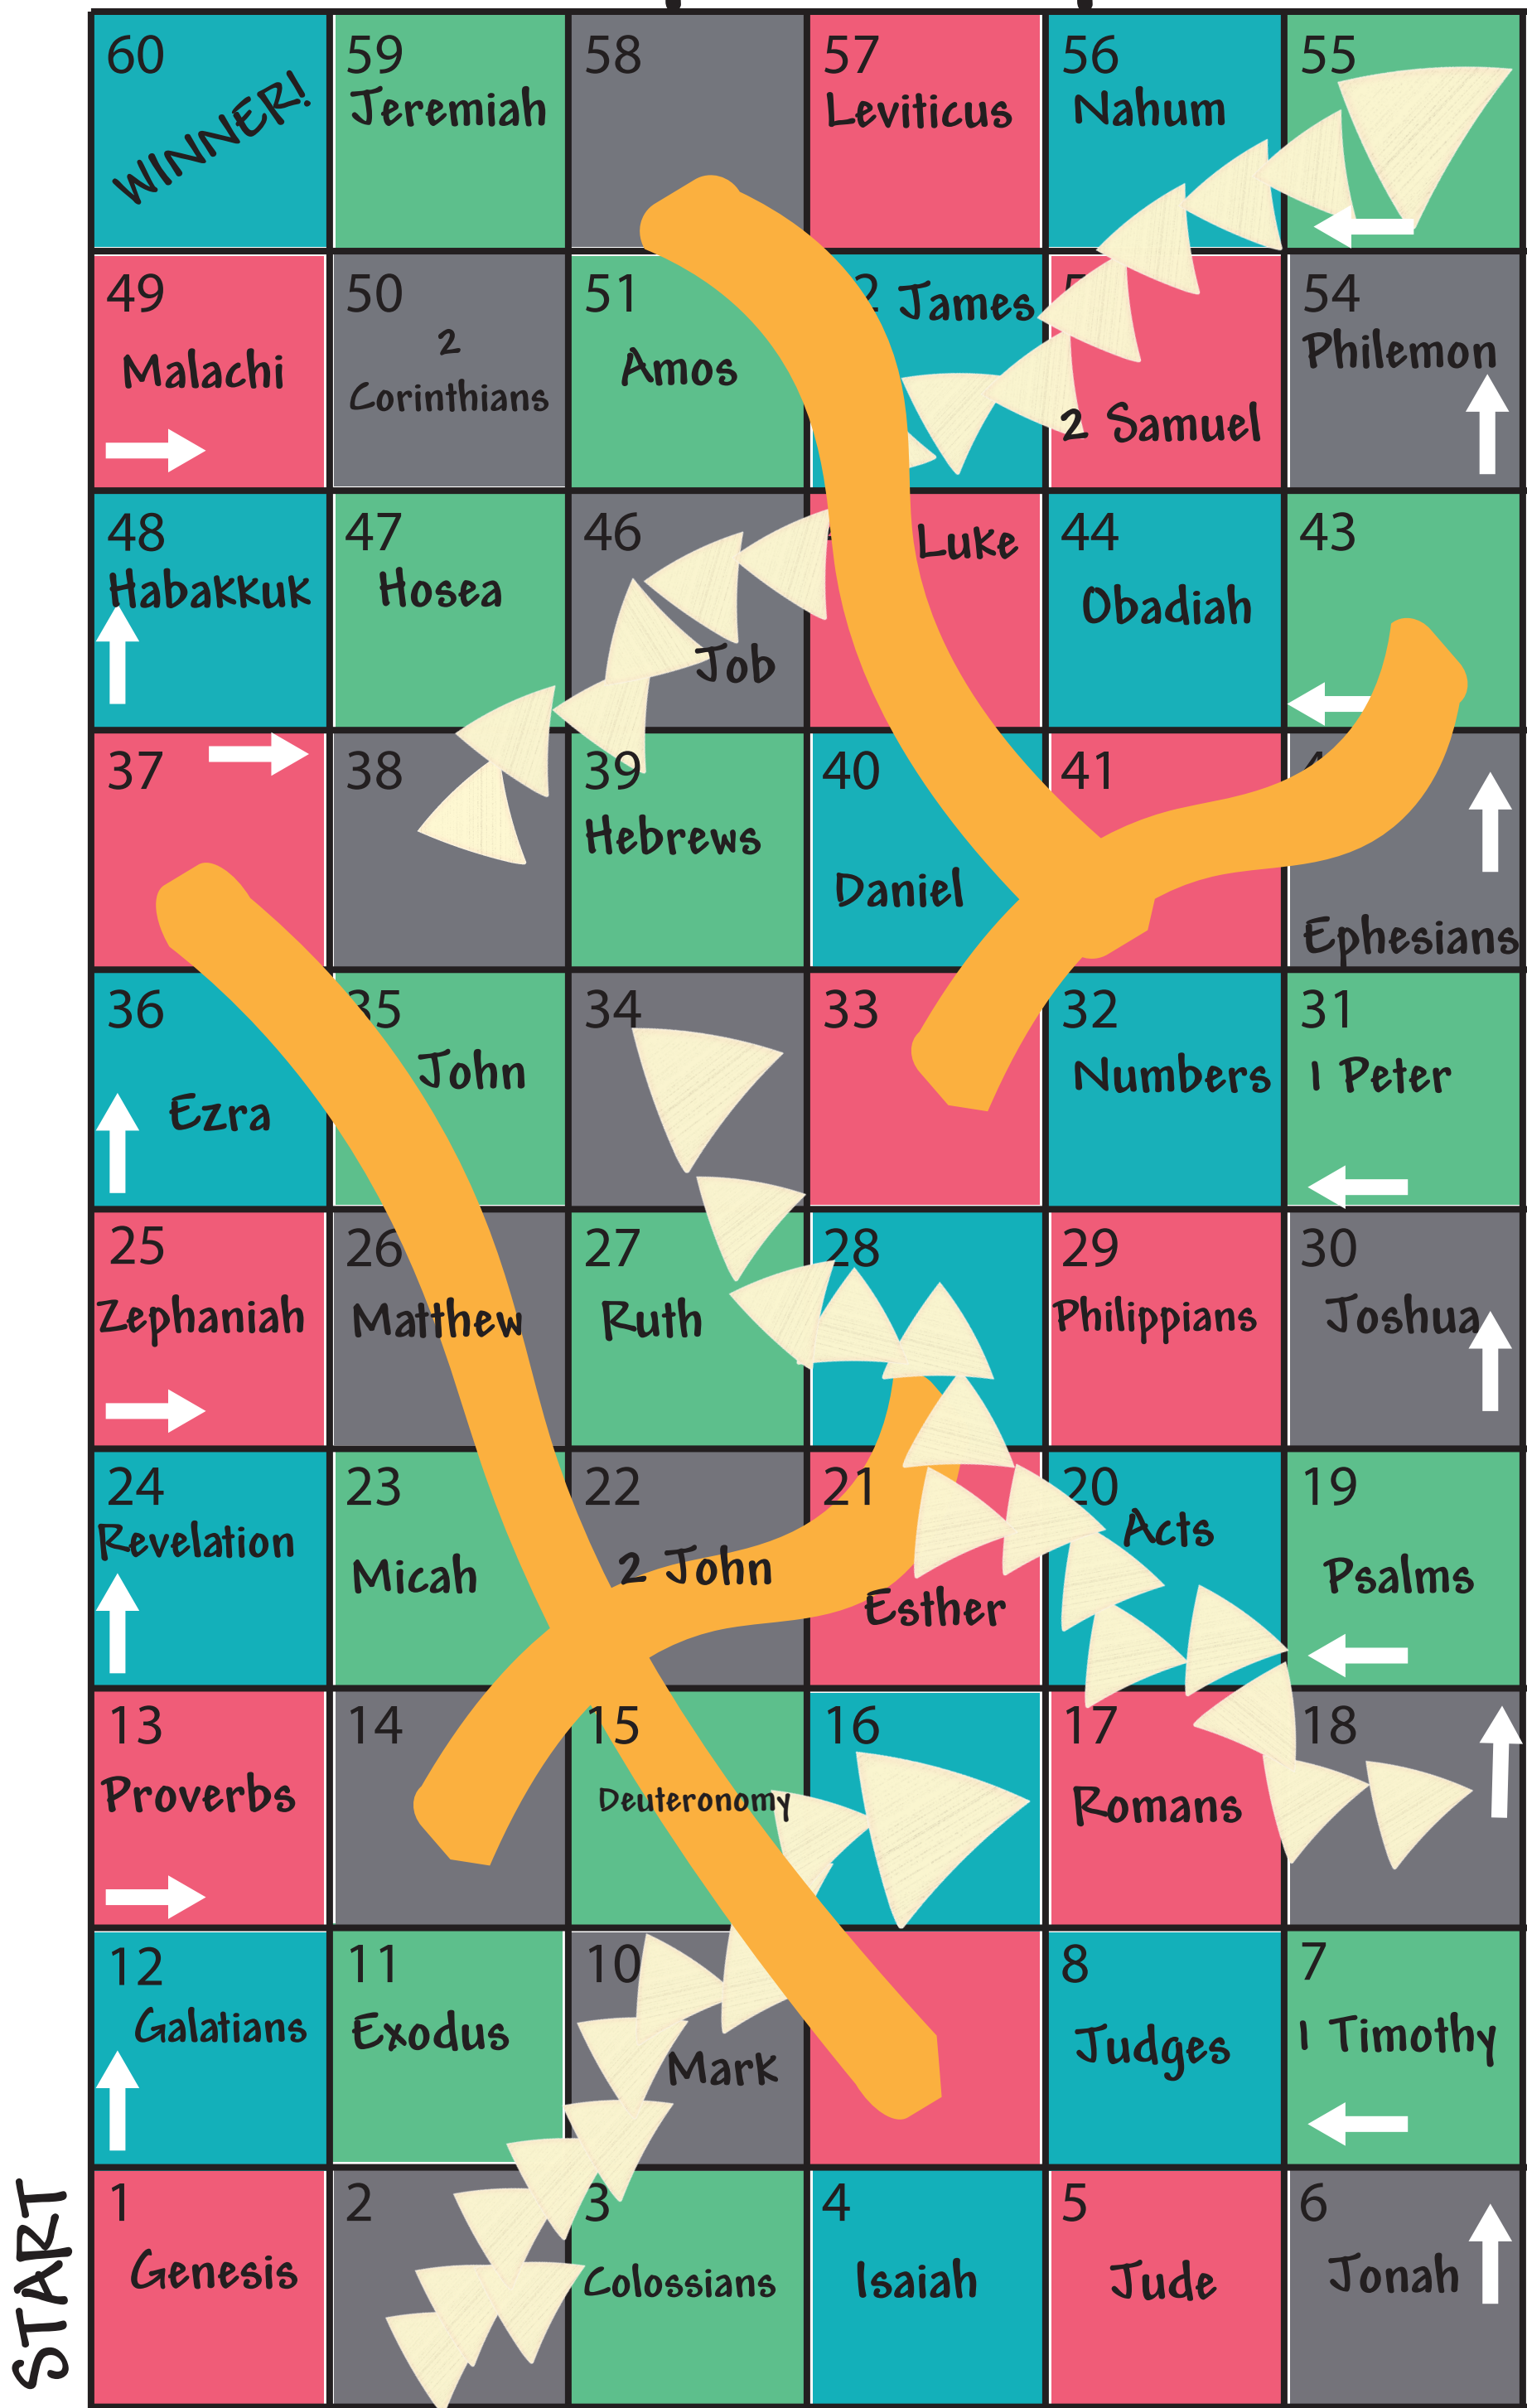 60 WINNER!
59 Jeremiah
58
57 Leviticus
56 Nahum
55
49 Malachi
50 2 Corinthians
51 Amos
2 James
5
2 Samuel
54 Philemon
48 Habakkuk
47 Hosea
46 Job
Luke
44 Obadiah
43
37
38
39 Hebrews
40 Daniel
41
4
Ephesians
36 Ezra
35 John
34
33
32 Numbers
31 1 Peter
25 Zephaniah
26 Matthew
27 Ruth
28
29 Philippians
30 Joshua
24 Revelation
23 Micah
22 2 John
21 Esther
20 Acts
19 Psalms
13 Proverbs
14
15 Deuteronomy
16
17 Romans
18
12 Galatians
11 Exodus
10 Mark
8 Judges
7 1 Timothy
START
1 Genesis
2
3 Colossians
4 Isaiah
5 Jude
6 Jonah